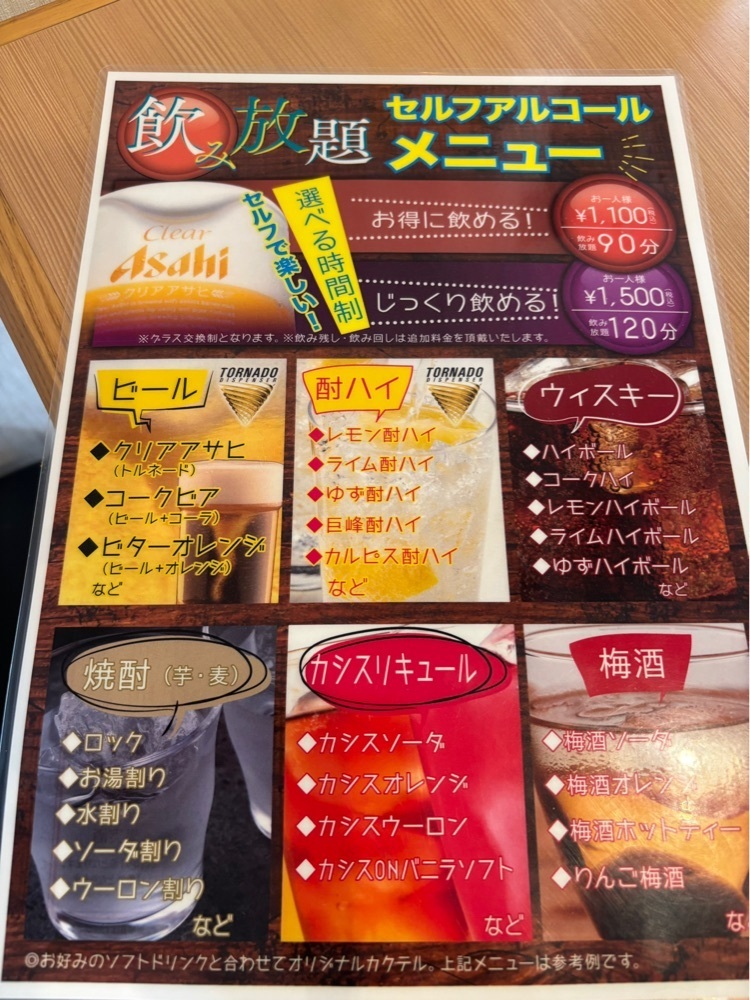 飲み放題
セルフアルコール
メニュー
Clear
Asahi
クリアアサヒ
セルフで楽しい!
選べる時間制
お得に飲める!
お一人様
¥1,100(税込)
飲み放題 90分
じっくり飲める!
お一人様
¥1,500(税込)
飲み放題 120分
※グラス交換制となります。※飲み残し・飲み回しは追加料金を頂戴いたします。
ビール
TORNADO
DISPENSER
◆クリアアサヒ
(トルネード)
◆コークビア
(ビール+コーラ)
◆ビターオレンジ
(ビール+オレンジ)
など
酎ハイ
TORNADO
DISPENSER
◆レモン酎ハイ
◆ライム酎ハイ
◆ゆず酎ハイ
◆巨峰酎ハイ
◆カルピス酎ハイ
など
ウィスキー
◆ハイボール
◆コークハイ
◆レモンハイボール
◆ライムハイボール
◆ゆずハイボール
など
焼酎(芋・麦)
◆ロック
◆お湯割り
◆水割り
◆ソーダ割り
◆ウーロン割り
など
カシスリキュール
◆カシスソーダ
◆カシスオレンジ
◆カシスウーロン
◆カシスONバニラソフト
など
梅酒
◆梅酒ソーダ
◆梅酒オレンジ
◆梅酒ホットティー
◆りんご梅酒
な
◎お好みのソフトドリンクと合わせてオリジナルカクテル。上記メニューは参考例です。